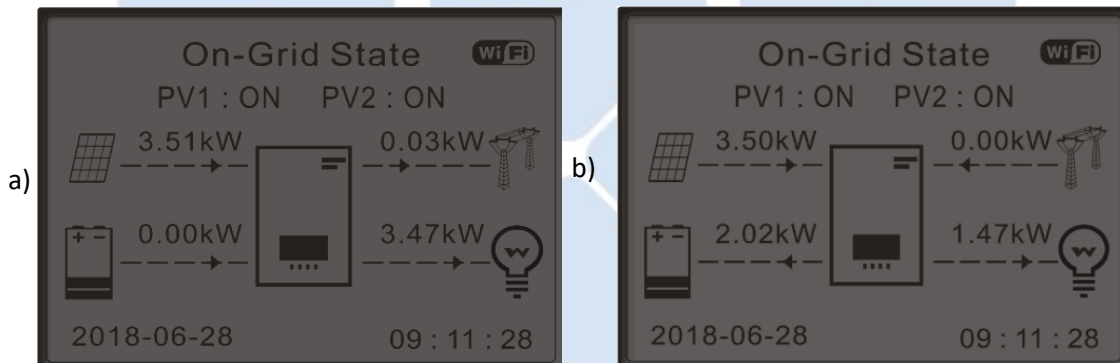 a)
On-Grid State WiFi
PV1 : ON PV2 : ON
3.51kW 0.03kW
0.00kW 3.47kW
2018-06-28 09 : 11 : 28
b)
On-Grid State WiFi
PV1 : ON PV2 : ON
3.50kW 0.00kW
2.02kW 1.47kW
2018-06-28 09 : 11 : 28